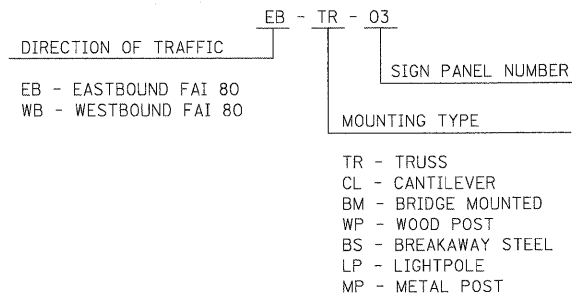 EB - TR - 03
DIRECTION OF TRAFFIC
EB - EASTBOUND FAI 80
WB - WESTBOUND FAI 80
SIGN PANEL NUMBER
MOUNTING TYPE
TR - TRUSS
CL - CANTILEVER
BM - BRIDGE MOUNTED
WP - WOOD POST
BS - BREAKAWAY STEEL
LP - LIGHTPOLE
MP - METAL POST